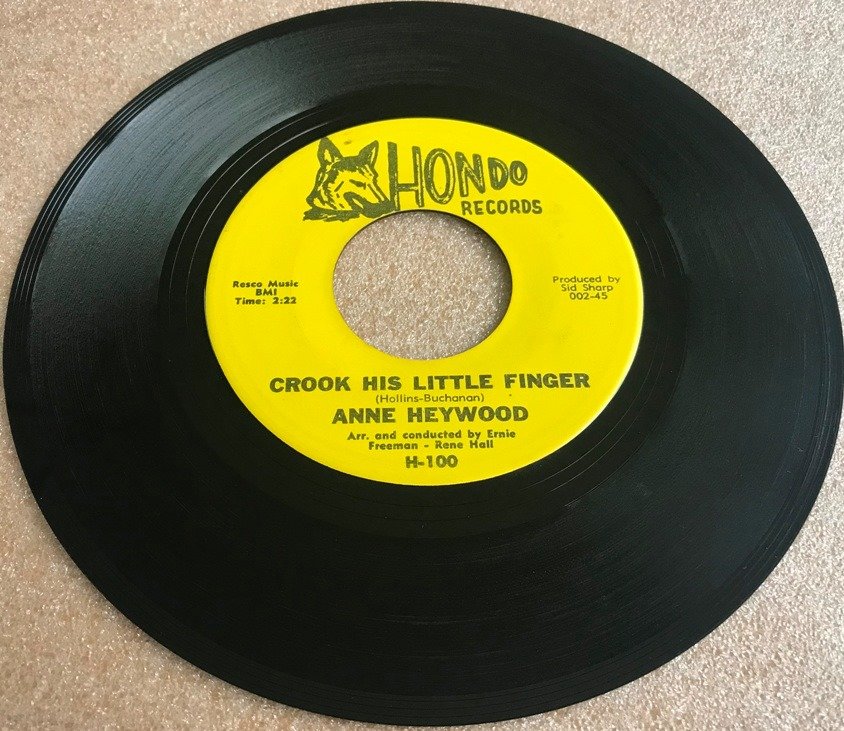 HONDO
RECORDS
Resco Music
BMI
Time: 2:22
Produced by
Sid Sharp
002-45
CROOK HIS LITTLE FINGER
(Hollins-Buchanan)
ANNE HEYWOOD
Arr. and conducted by Ernie
Freeman - Rene Hall
H-100